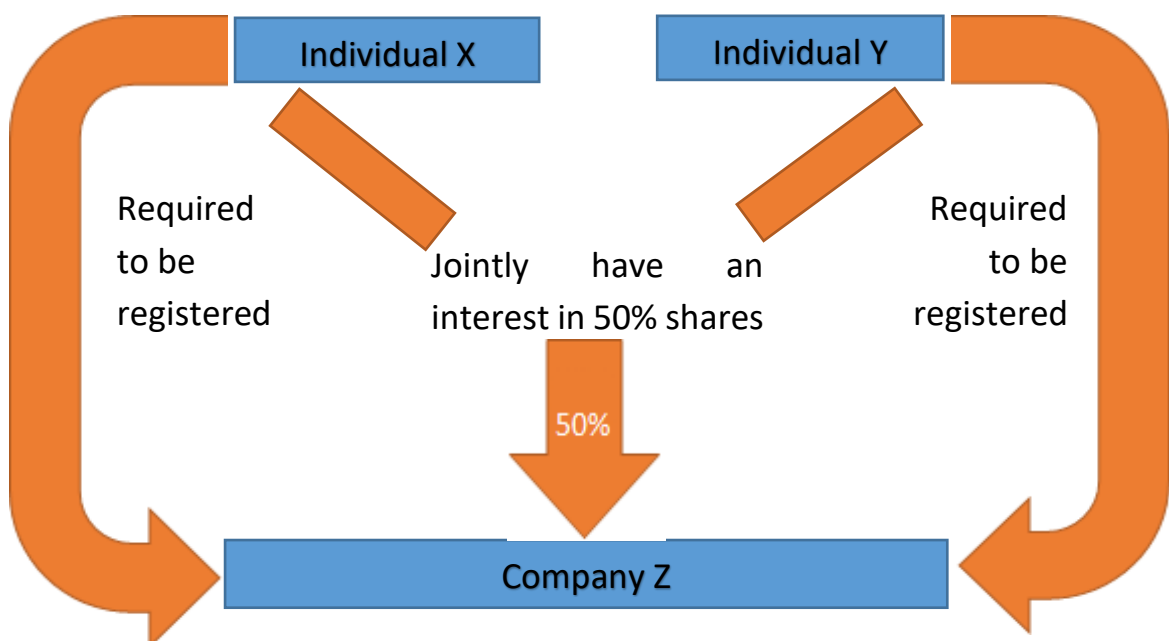 Individual X
Individual Y
Required
to be
registered
Jointly have an
interest in 50% shares
Required
to be
registered
50%
Company Z